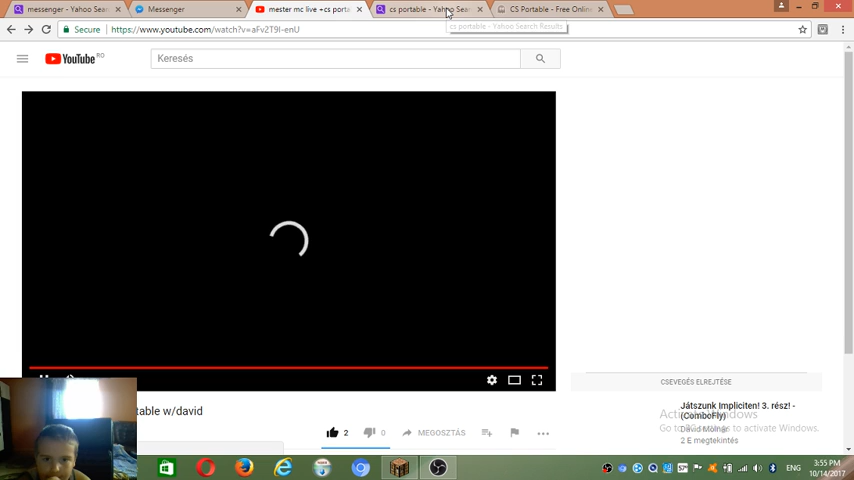 messenger - Yahoo Sear
Messenger
mester mc live +cs porta
cs portable - Yahoo Sear
CS Portable - Free Online
cs portable - Yahoo Search Results
Secure
https://www.youtube.com/watch?v=aFv2T9I-enU
YouTube RO
Keresés
CSEVEGÉS ELREJTÉSE
table w/david
2
0
MEGOSZTÁS
Játszunk Impliciten! 3. rész! -
(ComboFly)
Dávid Molnár
2 E megtekintés
Activate Windows
Go to PC settings to activate Windows.
ENG
3:55 PM
10/14/2017